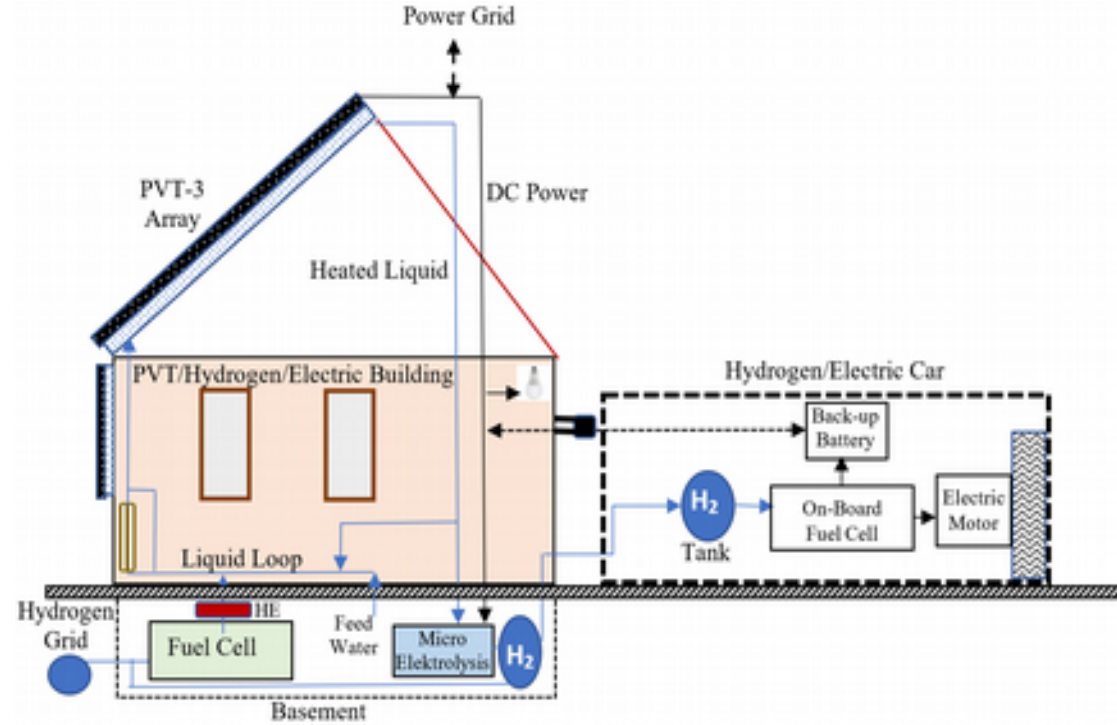 Power Grid
PVT-3
Array
DC Power
Heated Liquid
PVT/Hydrogen/Electric Building
Hydrogen/Electric Car
Back-up
Battery
H2
Tank
On-Board
Fuel Cell
Electric
Motor
Liquid Loop
Hydrogen
Grid
HE
Fuel Cell
Feed
Water
Micro
Elektrolysis
H2
Basement